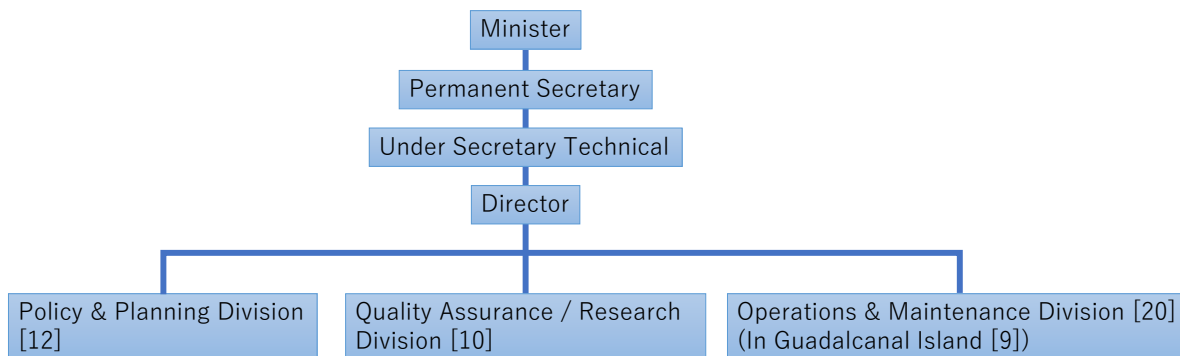 Minister
Permanent Secretary
Under Secretary Technical
Director
Policy & Planning Division
[12]
Quality Assurance / Research
Division [10]
Operations & Maintenance Division [20]
(In Guadalcanal Island [9])